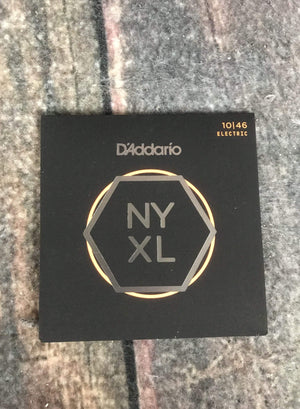 10|46
ELECTRIC
D'Addario
NY
XL